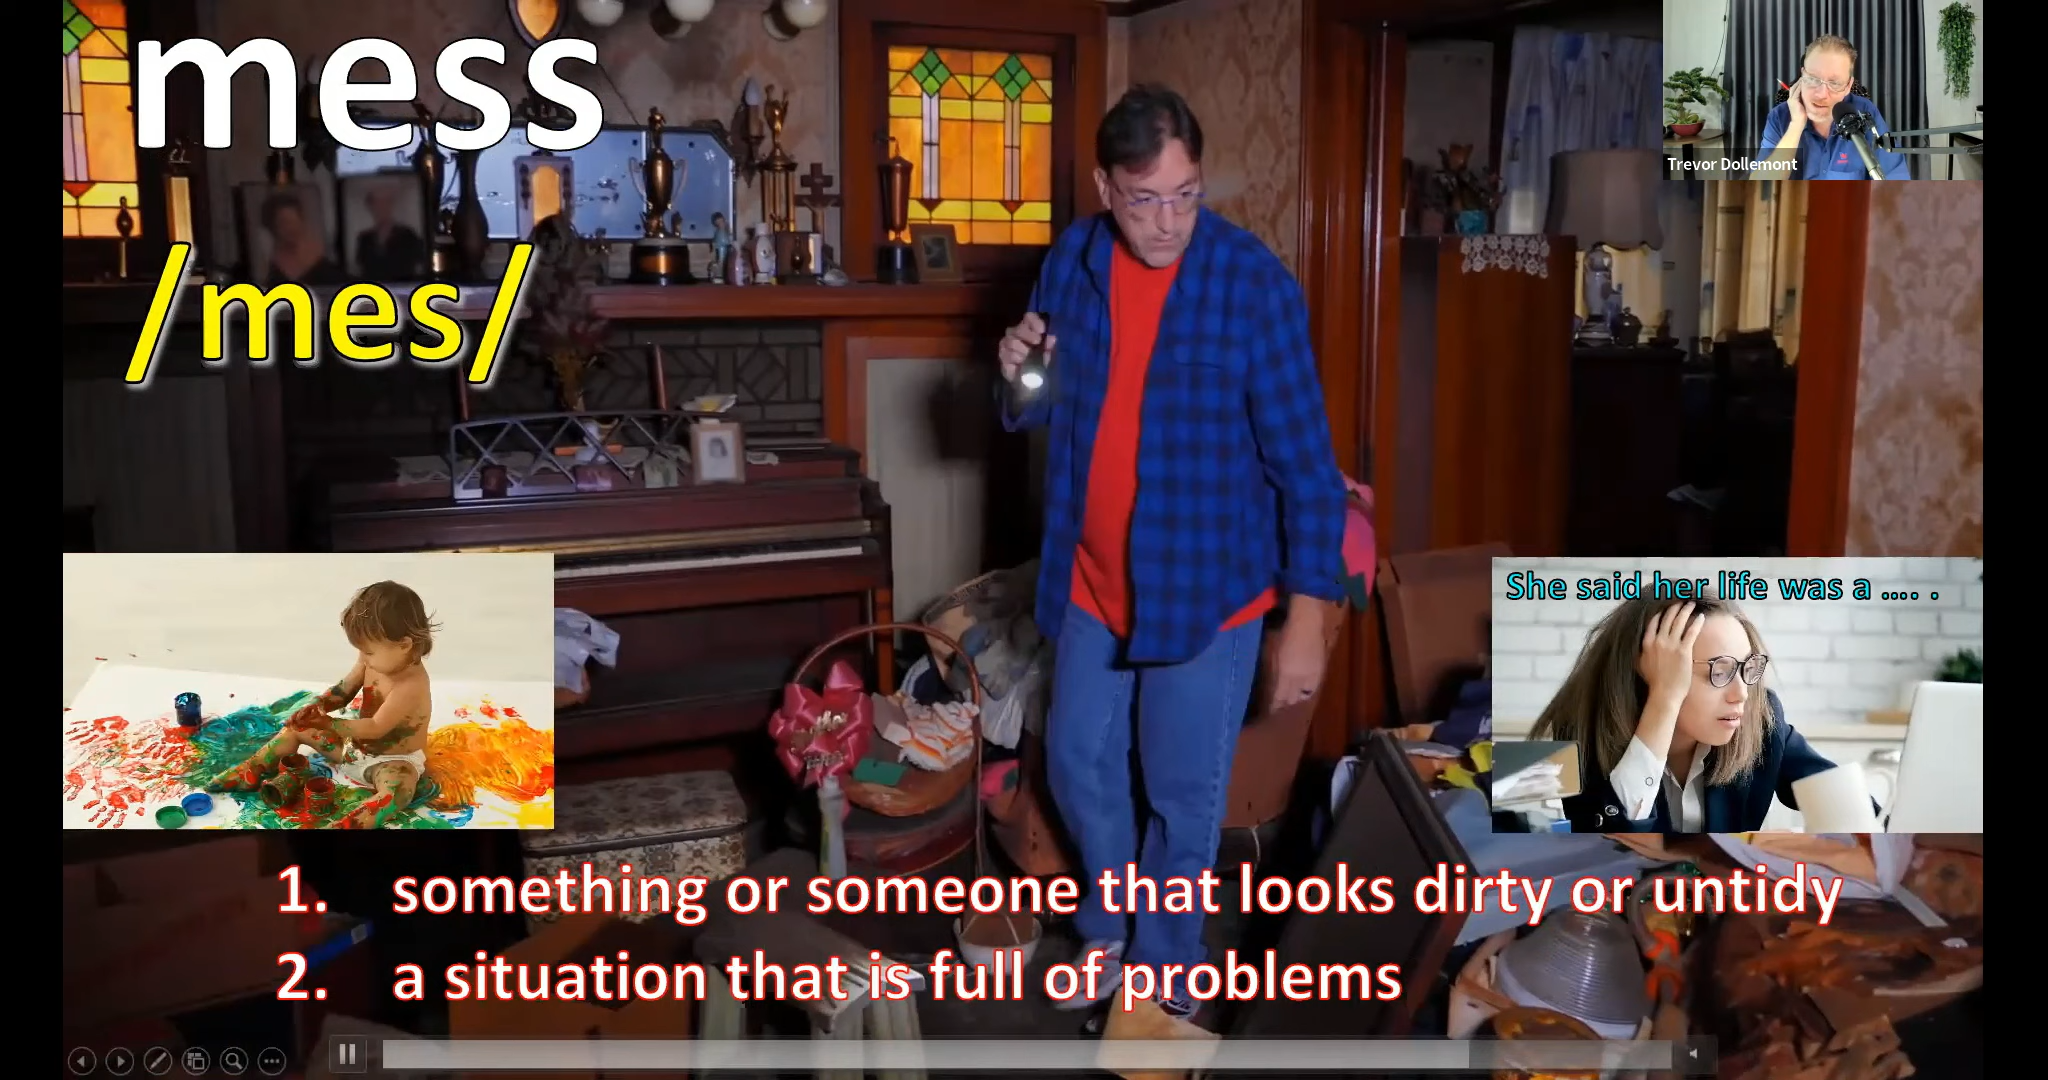 mess
/mes/
Trevor Dollemont
She said her life was a .... .
1. something or someone that looks dirty or untidy
2. a situation that is full of problems